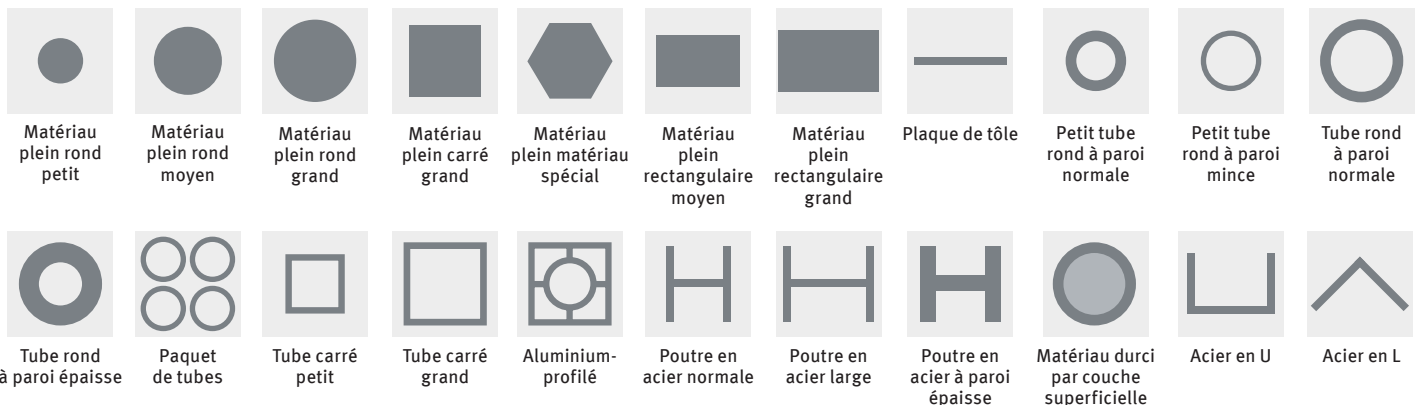 Matériau
plein rond
petit
Matériau
plein rond
moyen
Matériau
plein rond
grand
Matériau
plein carré
grand
Matériau
plein matériau
spécial
Matériau
plein
rectangulaire
moyen
Matériau
plein
rectangulaire
grand
Plaque de tôle
Petit tube
rond à paroi
normale
Petit tube
rond à paroi
mince
Tube rond
à paroi
normale
Tube rond
à paroi épaisse
Paquet
de tubes
Tube carré
petit
Tube carré
grand
Aluminium-
profilé
Poutre en
acier normale
Poutre en
acier large
Poutre en
acier à paroi
épaisse
Matériau durci
par couche
superficielle
Acier en U
Acier en L